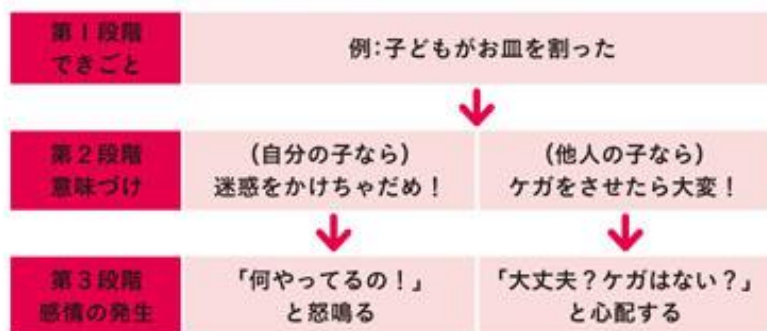 第1段階
できごと
例:子どもがお皿を割った
第2段階
意味づけ
(自分の子なら)
迷惑をかけちゃだめ!
(他人の子なら)
ケガをさせたら大変!
第3段階
感情の発生
「何やってるの!」
と怒鳴る
「大丈夫?ケガはない?」
と心配する